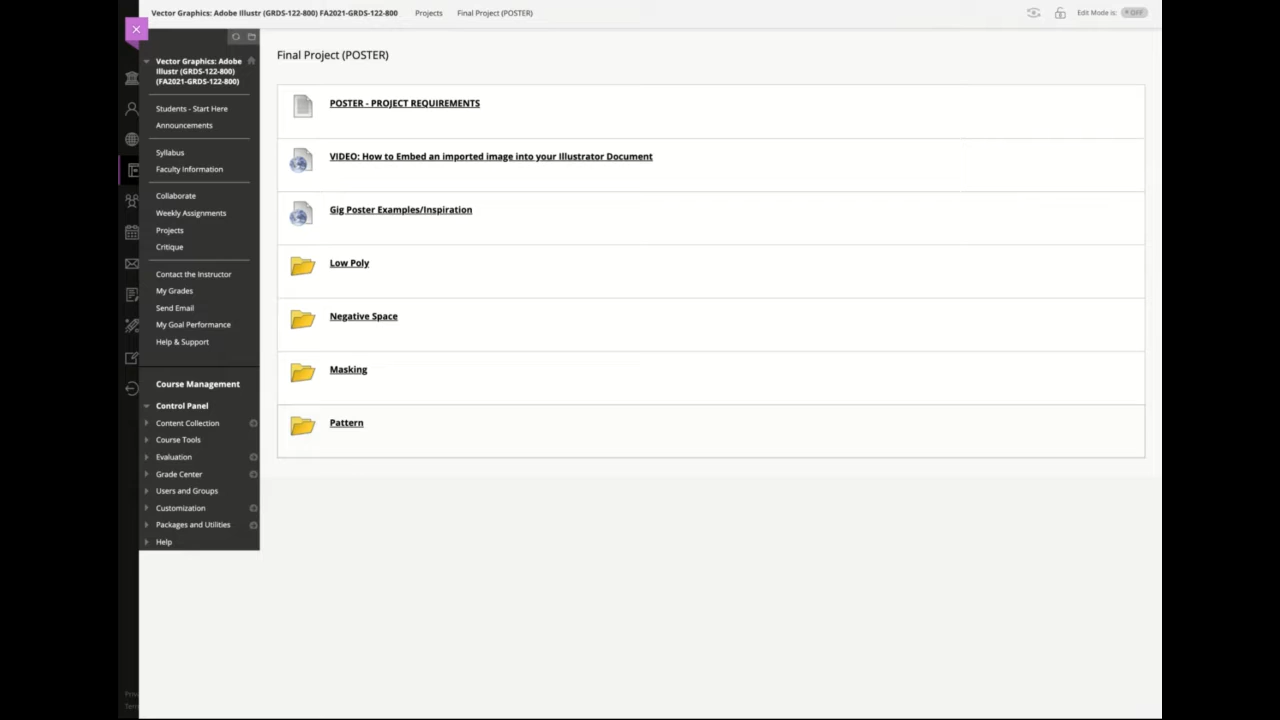 Vector Graphics: Adobe Illustr (GRDS-122-800) FA2021-GRDS-122-800 Projects Final Project (POSTER) Edit Mode is: OFF
Vector Graphics: Adobe
Illustr (GRDS-122-800)
(FA2021-GRDS-122-800)
Students - Start Here
Announcements
Syllabus
Faculty Information
Collaborate
Weekly Assignments
Projects
Critique
Contact the Instructor
My Grades
Send Email
My Goal Performance
Help & Support
Course Management
Control Panel
Content Collection
Course Tools
Evaluation
Grade Center
Users and Groups
Customization
Packages and Utilities
Help
Final Project (POSTER)
POSTER - PROJECT REQUIREMENTS
VIDEO: How to Embed an imported image into your Illustrator Document
Gig Poster Examples/Inspiration
Low Poly
Negative Space
Masking
Pattern